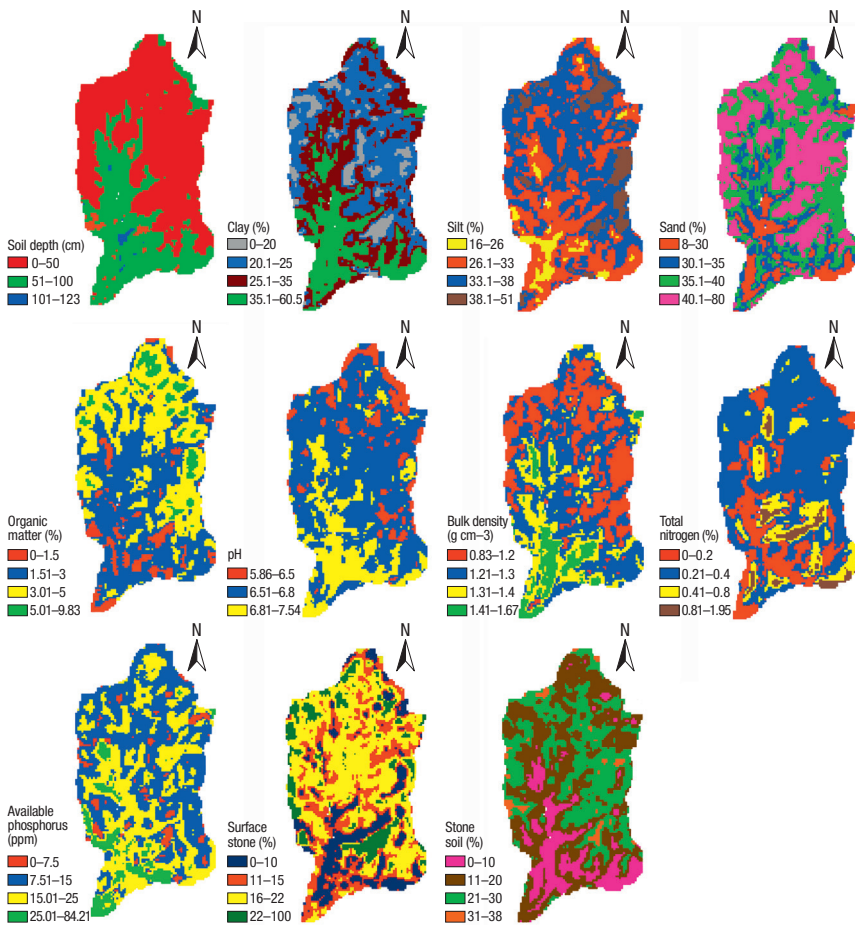 N
N
N
N
Soil depth (cm)
0–50
51–100
101–123
Clay (%)
0–20
20.1–25
25.1–35
35.1–60.5
Silt (%)
16–26
26.1–33
33.1–38
38.1–51
Sand (%)
8–30
30.1–35
35.1–40
40.1–80
N
N
N
N
Organic
matter (%)
0–1.5
1.51–3
3.01–5
5.01–9.83
pH
5.86–6.5
6.51–6.8
6.81–7.54
Bulk density
(g cm–3)
0.83–1.2
1.21–1.3
1.31–1.4
1.41–1.67
Total
nitrogen (%)
0–0.2
0.21–0.4
0.41–0.8
0.81–1.95
N
N
N
Available
phosphorus
(ppm)
0–7.5
7.51–15
15.01–25
25.01–84.21
Surface
stone (%)
0–10
11–15
16–22
22–100
Stone
soil (%)
0–10
11–20
21–30
31–38